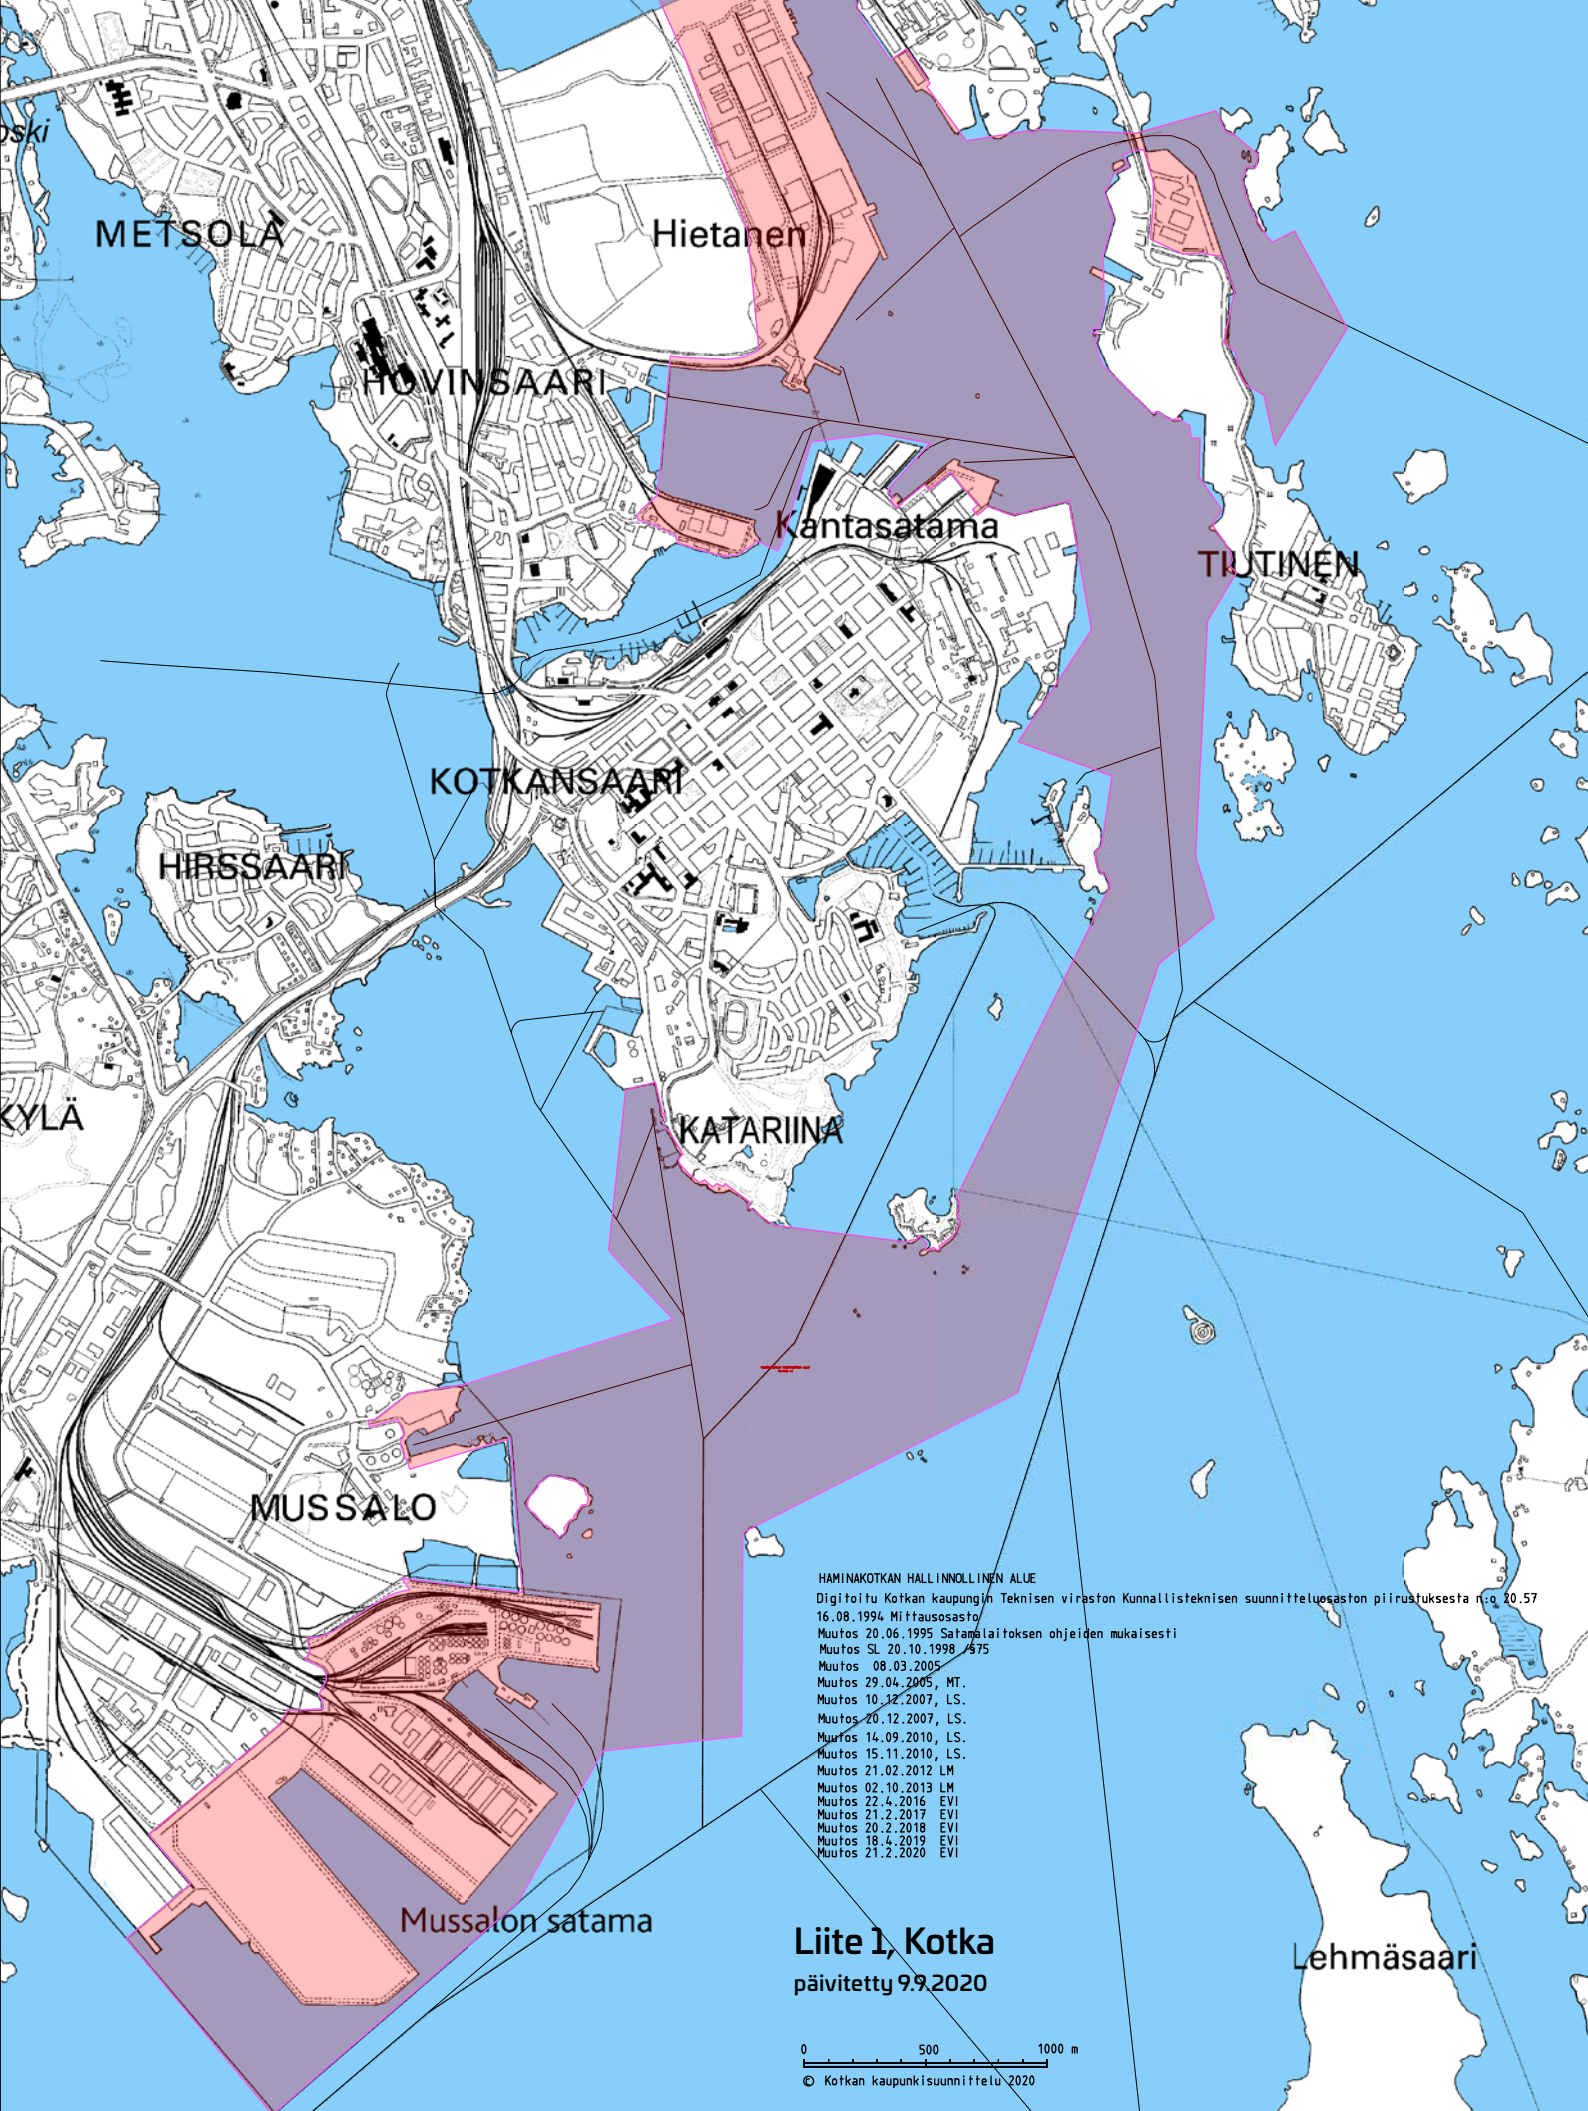 oski
METSOLA
Hietanen
HOVINSAARI
Kantasatama
TIUTINEN
KOTKANSAARI
HIRSSAARI
KYLÄ
KATARIINA
MUSSALO
HAMINAKOTKAN HALLINNOLLINEN ALUE
Digitoitu Kotkan kaupungin Teknisen viraston Kunnallisteknisen suunnitteluosaston piirustuksesta n:o 20.57
16.08.1994 Mittausosasto
Muutos 20.06.1995 Satamalaitoksen ohjeiden mukaisesti
Muutos SL 20.10.1998 /§75
Muutos 08.03.2005
Muutos 29.04.2005, MT.
Muutos 10.12.2007, LS.
Muutos 20.12.2007, LS.
Muutos 14.09.2010, LS.
Muutos 15.11.2010, LS.
Muutos 21.02.2012 LM
Muutos 02.10.2013 LM
Muutos 22.4.2016 EVI
Muutos 21.2.2017 EVI
Muutos 20.2.2018 EVI
Muutos 18.4.2019 EVI
Muutos 21.2.2020 EVI
Mussalon satama
Liite 1, Kotka
päivitetty 9.9.2020
Lehmäsaari
0 500 1000 m
© Kotkan kaupunkisuunnittelu 2020